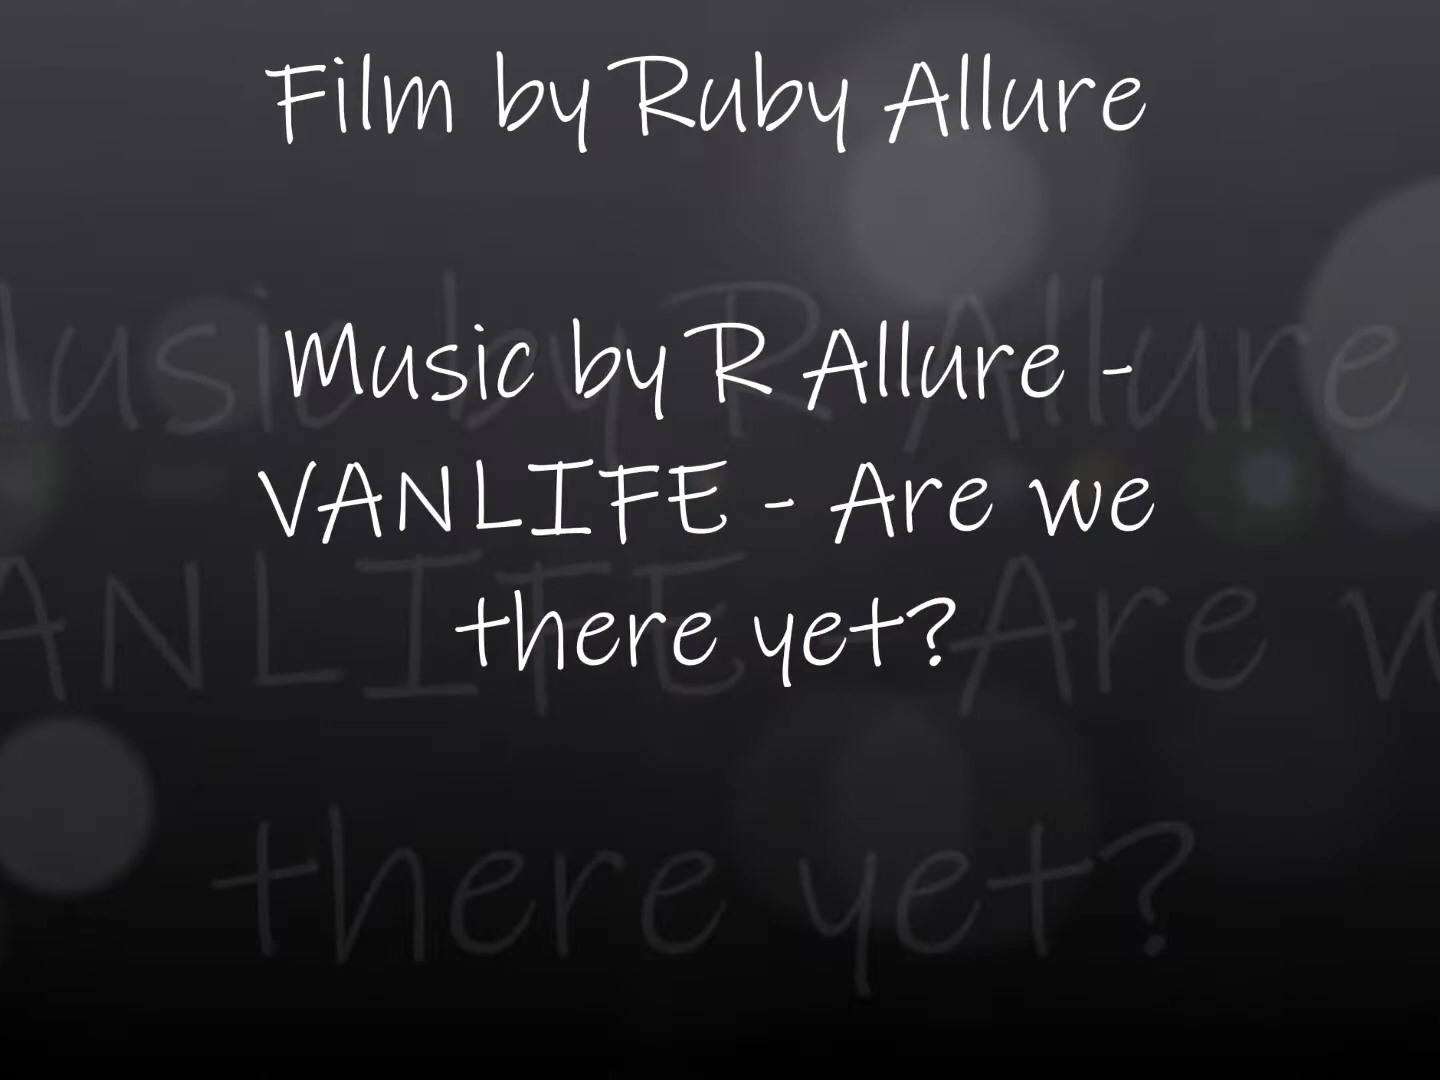 Film by Ruby Allure
Music by R Allure -
VANLIFE - Are we
there yet?